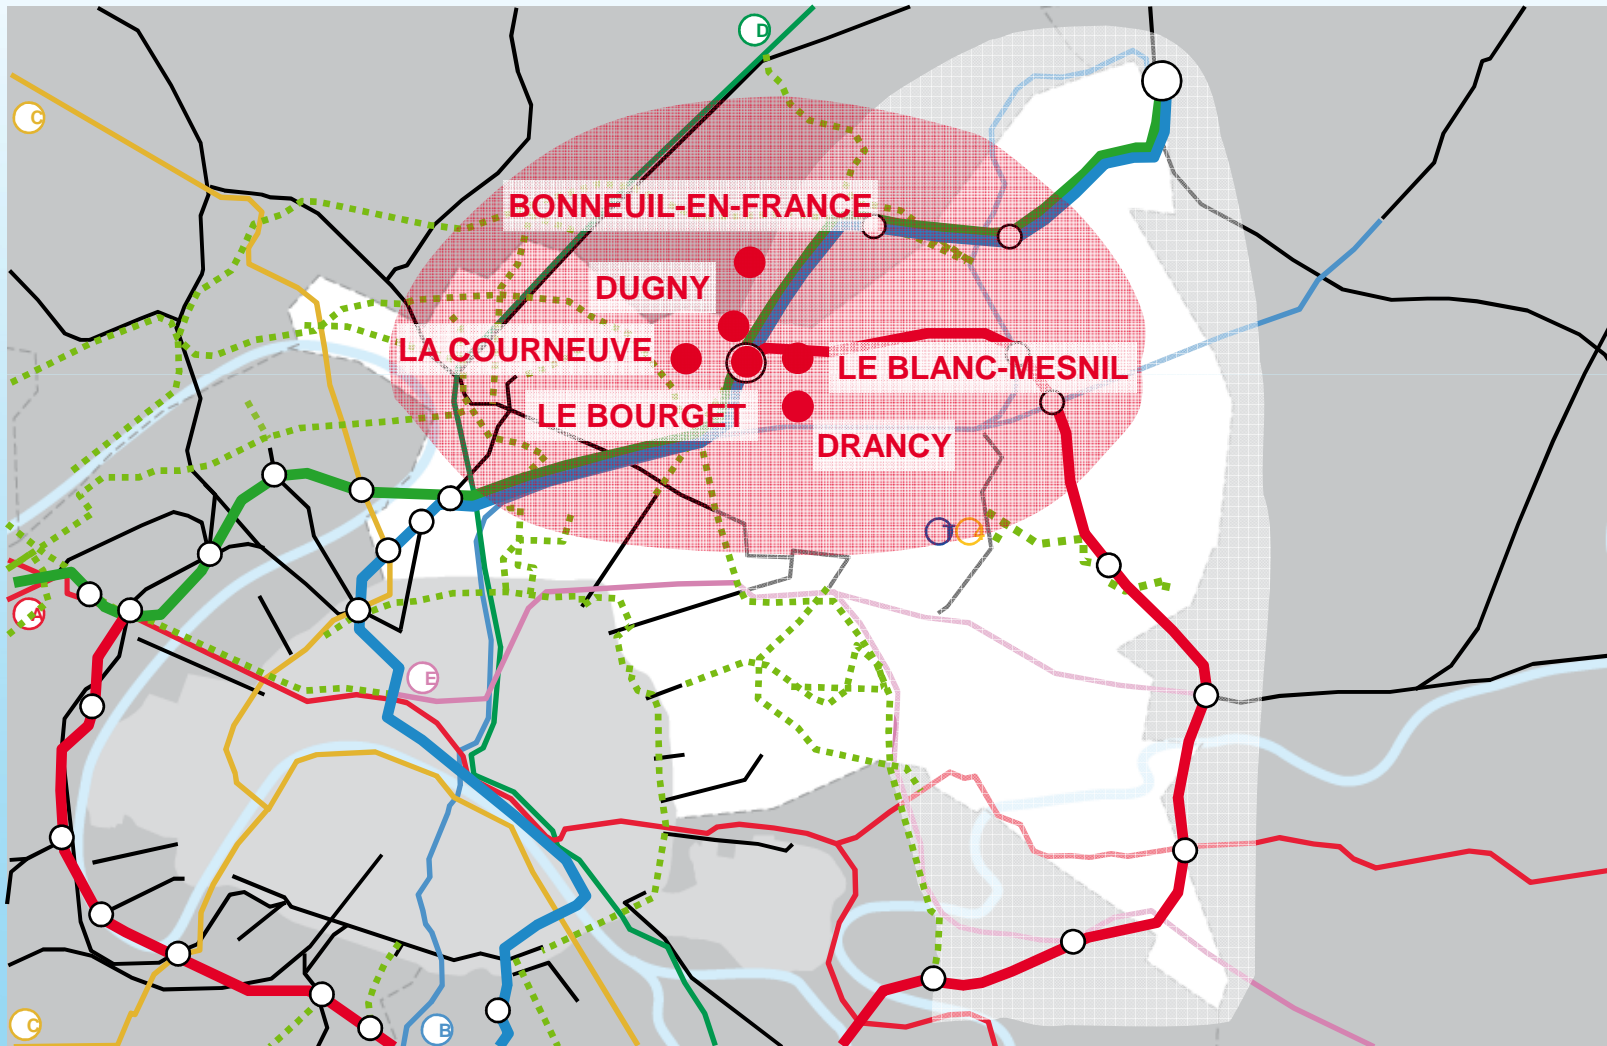 D
C
BONNEUIL-EN-FRANCE
DUGNY
LA COURNEUVE
LE BLANC-MESNIL
LE BOURGET
DRANCY
T
A
E
C
B